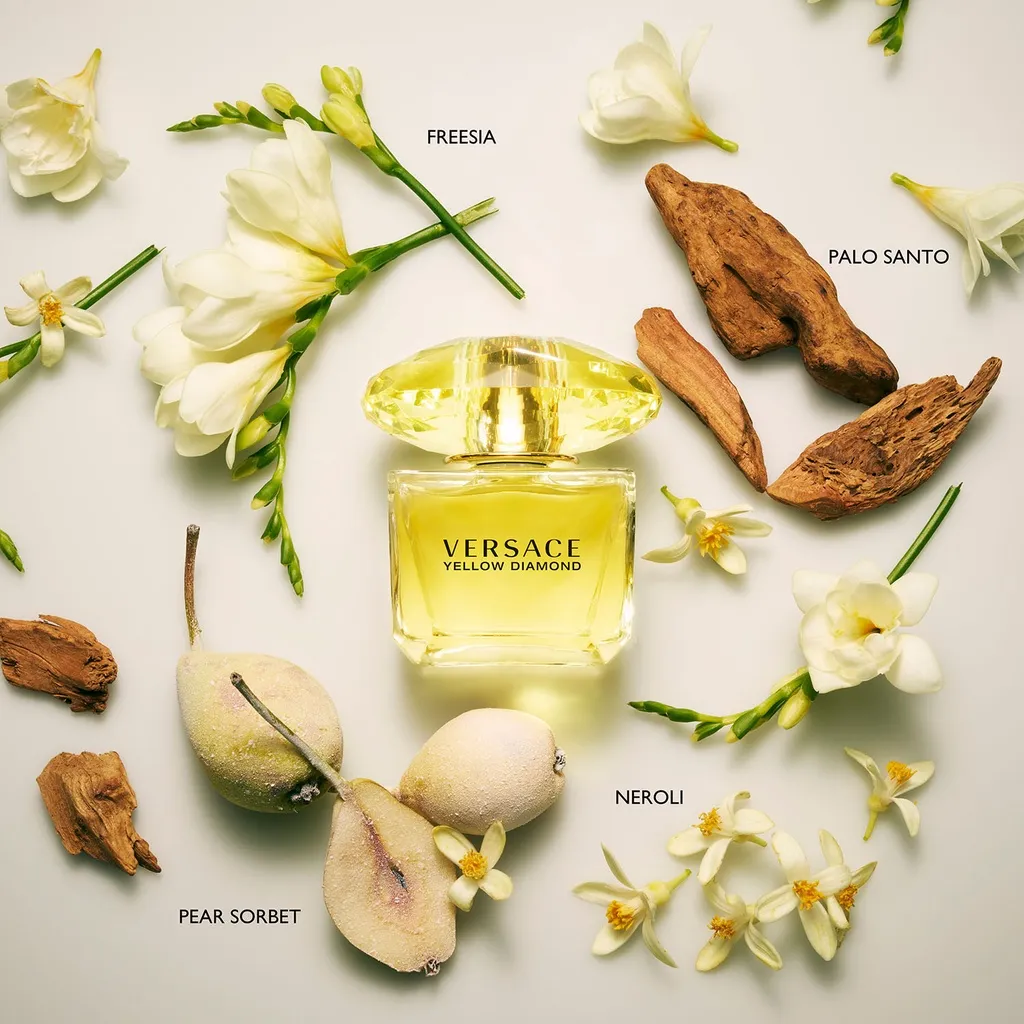 FREESIA
PALO SANTO
VERSACE
YELLOW DIAMOND
NEROLI
PEAR SORBET